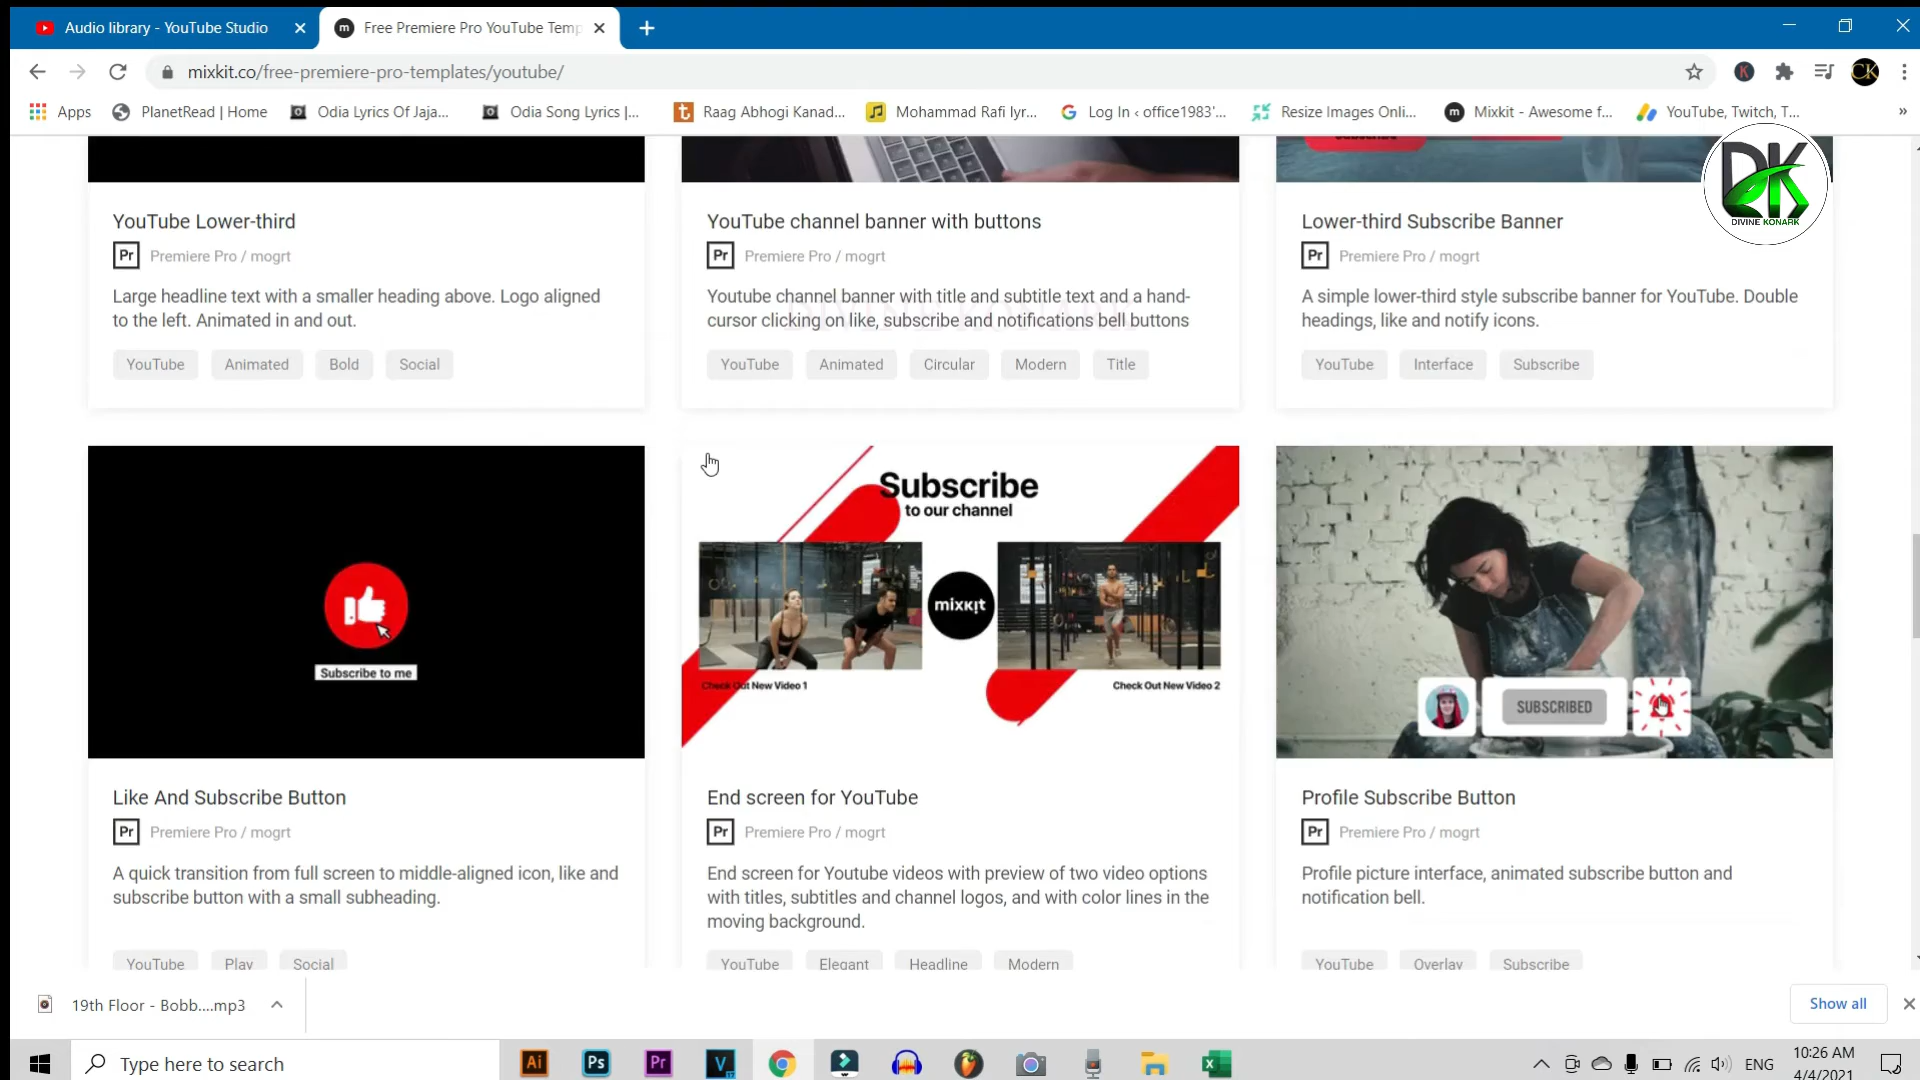 Audio library - YouTube Studio
Free Premiere Pro YouTube Temp
mixkit.co/free-premiere-pro-templates/youtube/
K
CK
Apps
PlanetRead | Home
Odia Lyrics Of Jaja...
Odia Song Lyrics |...
Raag Abhogi Kanad...
Mohammad Rafi lyr...
Log In ‹ office1983'...
Resize Images Onli...
Mixkit - Awesome f...
YouTube, Twitch, T...
»
DK
DIVINE KONARK
YouTube Lower-third
Pr Premiere Pro / mogrt
Large headline text with a smaller heading above. Logo aligned
to the left. Animated in and out.
YouTube Animated Bold Social
YouTube channel banner with buttons
Pr Premiere Pro / mogrt
Youtube channel banner with title and subtitle text and a hand-
cursor clicking on like, subscribe and notifications bell buttons
YouTube Animated Circular Modern Title
Lower-third Subscribe Banner
Pr Premiere Pro / mogrt
A simple lower-third style subscribe banner for YouTube. Double
headings, like and notify icons.
YouTube Interface Subscribe
Subscribe to me
Like And Subscribe Button
Pr Premiere Pro / mogrt
A quick transition from full screen to middle-aligned icon, like and
subscribe button with a small subheading.
YouTube Play Social
Subscribe
to our channel
mixkit
Check Out New Video 1
Check Out New Video 2
End screen for YouTube
Pr Premiere Pro / mogrt
End screen for Youtube videos with preview of two video options
with titles, subtitles and channel logos, and with color lines in the
moving background.
YouTube Elegant Headline Modern
SUBSCRIBED
Profile Subscribe Button
Pr Premiere Pro / mogrt
Profile picture interface, animated subscribe button and
notification bell.
YouTube Overlay Subscribe
19th Floor - Bobb....mp3
Show all
Type here to search
Ai
Ps
Pr
V
ENG
10:26 AM
4/4/2021